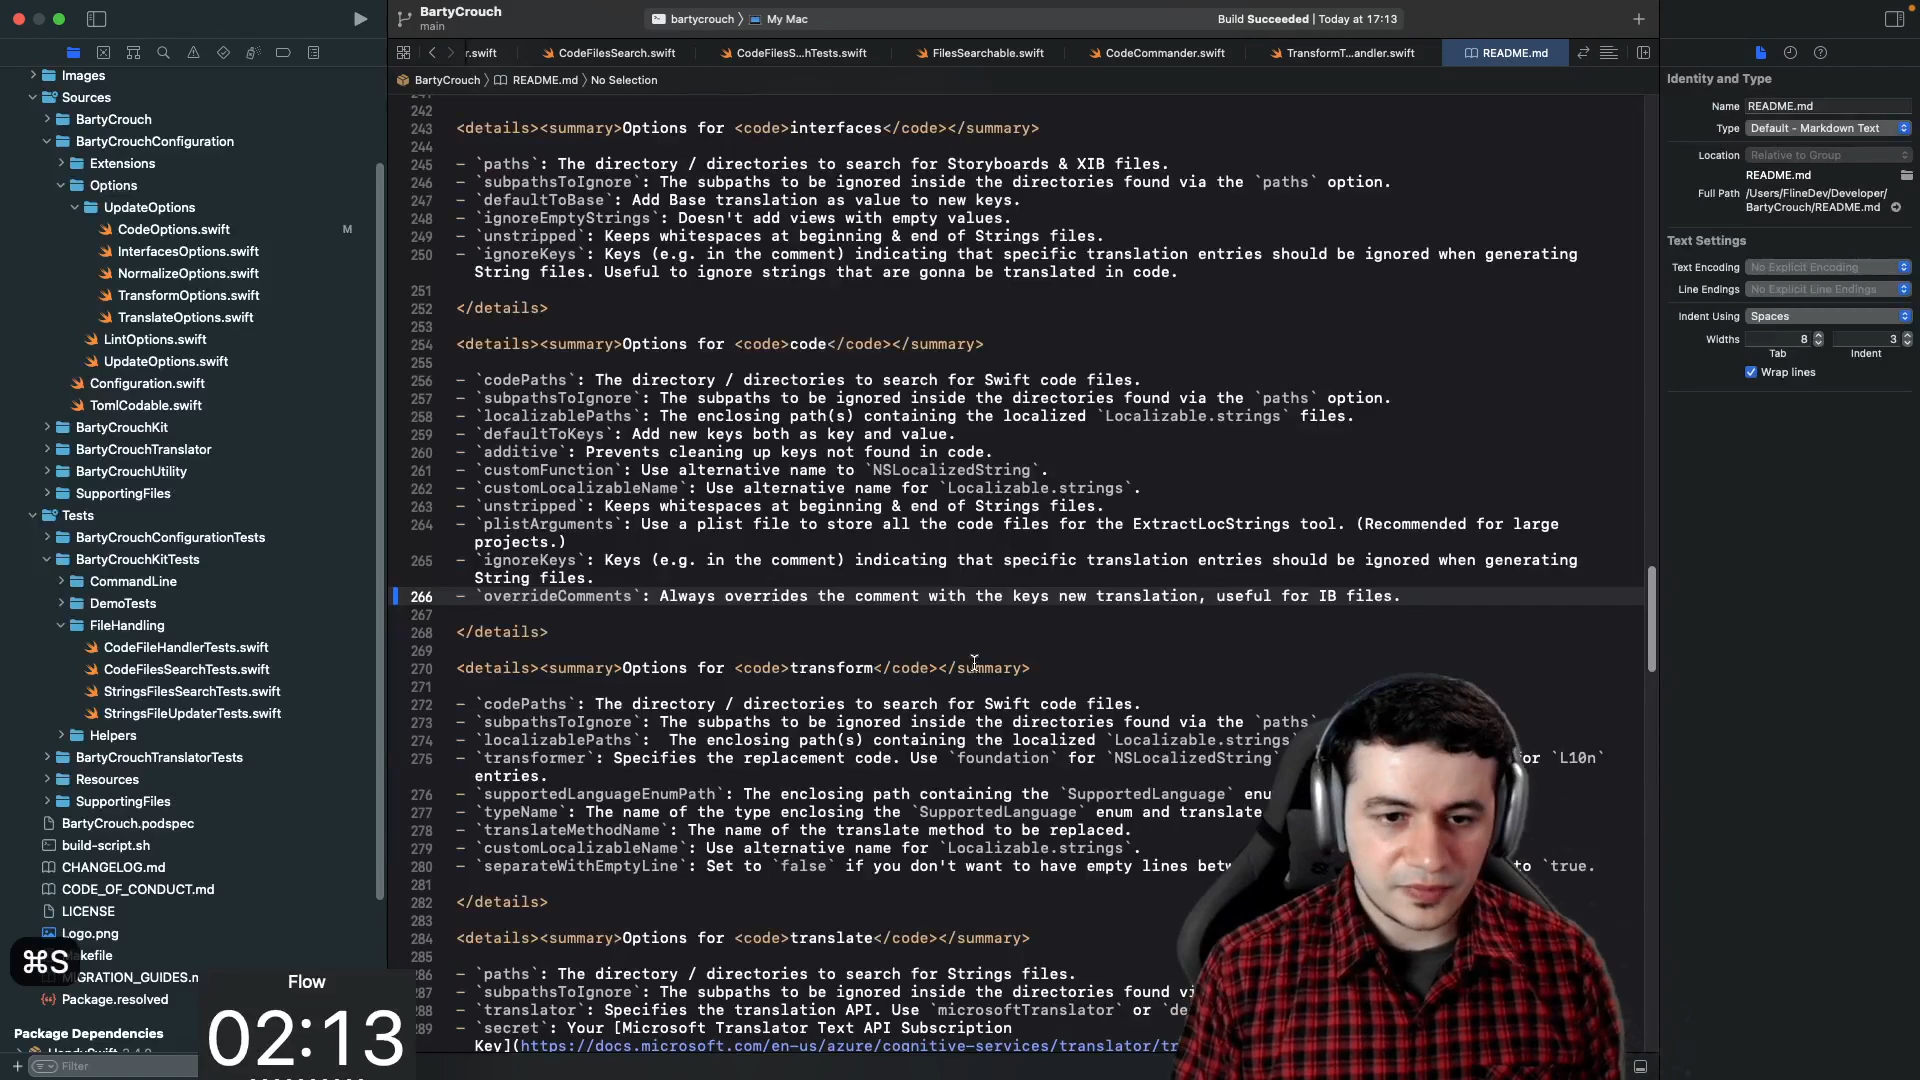 BartyCrouch
main
bartycrouch
My Mac
Build Succeeded | Today at 17:13
r.swift
CodeFilesSearch.swift
CodeFilesS...hTests.swift
FilesSearchable.swift
CodeCommander.swift
TransformT...andler.swift
README.md
BartyCrouch
README.md
No Selection
Images
Sources
BartyCrouch
BartyCrouchConfiguration
Extensions
Options
UpdateOptions
CodeOptions.swift
M
InterfacesOptions.swift
NormalizeOptions.swift
TransformOptions.swift
TranslateOptions.swift
LintOptions.swift
UpdateOptions.swift
Configuration.swift
TomlCodable.swift
BartyCrouchKit
BartyCrouchTranslator
BartyCrouchUtility
SupportingFiles
Tests
BartyCrouchConfigurationTests
BartyCrouchKitTests
CommandLine
DemoTests
FileHandling
CodeFileHandlerTests.swift
CodeFilesSearchTests.swift
StringsFilesSearchTests.swift
StringsFileUpdaterTests.swift
Helpers
BartyCrouchTranslatorTests
Resources
SupportingFiles
BartyCrouch.podspec
build-script.sh
CHANGELOG.md
CODE_OF_CONDUCT.md
LICENSE
Logo.png
akefile
MIGRATION_GUIDES.m
Package.resolved
Package Dependencies
Filter
⌘S
Flow
02:13
242
243 <details><summary>Options for <code>interfaces</code></summary>
244
245 - `paths`: The directory / directories to search for Storyboards & XIB files.
246 - `subpathsToIgnore`: The subpaths to be ignored inside the directories found via the `paths` option.
247 - `defaultToBase`: Add Base translation as value to new keys.
248 - `ignoreEmptyStrings`: Doesn't add views with empty values.
249 - `unstripped`: Keeps whitespaces at beginning & end of Strings files.
250 - `ignoreKeys`: Keys (e.g. in the comment) indicating that specific translation entries should be ignored when generating
String files. Useful to ignore strings that are gonna be translated in code.
251
252 </details>
253
254 <details><summary>Options for <code>code</code></summary>
255
256 - `codePaths`: The directory / directories to search for Swift code files.
257 - `subpathsToIgnore`: The subpaths to be ignored inside the directories found via the `paths` option.
258 - `localizablePaths`: The enclosing path(s) containing the localized `Localizable.strings` files.
259 - `defaultToKeys`: Add new keys both as key and value.
260 - `additive`: Prevents cleaning up keys not found in code.
261 - `customFunction`: Use alternative name to `NSLocalizedString`.
262 - `customLocalizableName`: Use alternative name for `Localizable.strings`.
263 - `unstripped`: Keeps whitespaces at beginning & end of Strings files.
264 - `plistArguments`: Use a plist file to store all the code files for the ExtractLocStrings tool. (Recommended for large
projects.)
265 - `ignoreKeys`: Keys (e.g. in the comment) indicating that specific translation entries should be ignored when generating
String files.
266 - `overrideComments`: Always overrides the comment with the keys new translation, useful for IB files.
267
268 </details>
269
270 <details><summary>Options for <code>transform</code></summary>
271
272 - `codePaths`: The directory / directories to search for Swift code files.
273 - `subpathsToIgnore`: The subpaths to be ignored inside the directories found via the `paths`
274 - `localizablePaths`: The enclosing path(s) containing the localized `Localizable.strings`
275 - `transformer`: Specifies the replacement code. Use `foundation` for `NSLocalizedString` or `L10n`
entries.
276 - `supportedLanguageEnumPath`: The enclosing path containing the `SupportedLanguage` enu
277 - `typeName`: The name of the type enclosing the `SupportedLanguage` enum and translate
278 - `translateMethodName`: The name of the translate method to be replaced.
279 - `customLocalizableName`: Use alternative name for `Localizable.strings`.
280 - `separateWithEmptyLine`: Set to `false` if you don't want to have empty lines betw to `true.
281
282 </details>
283
284 <details><summary>Options for <code>translate</code></summary>
285
286 - `paths`: The directory / directories to search for Strings files.
287 - `subpathsToIgnore`: The subpaths to be ignored inside the directories found vi
288 - `translator`: Specifies the translation API. Use `microsoftTranslator` or `de
289 - `secret`: Your [Microsoft Translator Text API Subscription
Key](https://docs.microsoft.com/en-us/azure/cognitive-services/translator/tr
Identity and Type
Name README.md
Type Default - Markdown Text
Location Relative to Group
README.md
Full Path /Users/FlineDev/Developer/
BartyCrouch/README.md
Text Settings
Text Encoding No Explicit Encoding
Line Endings No Explicit Line Endings
Indent Using Spaces
Widths 8 3
Tab Indent
Wrap lines